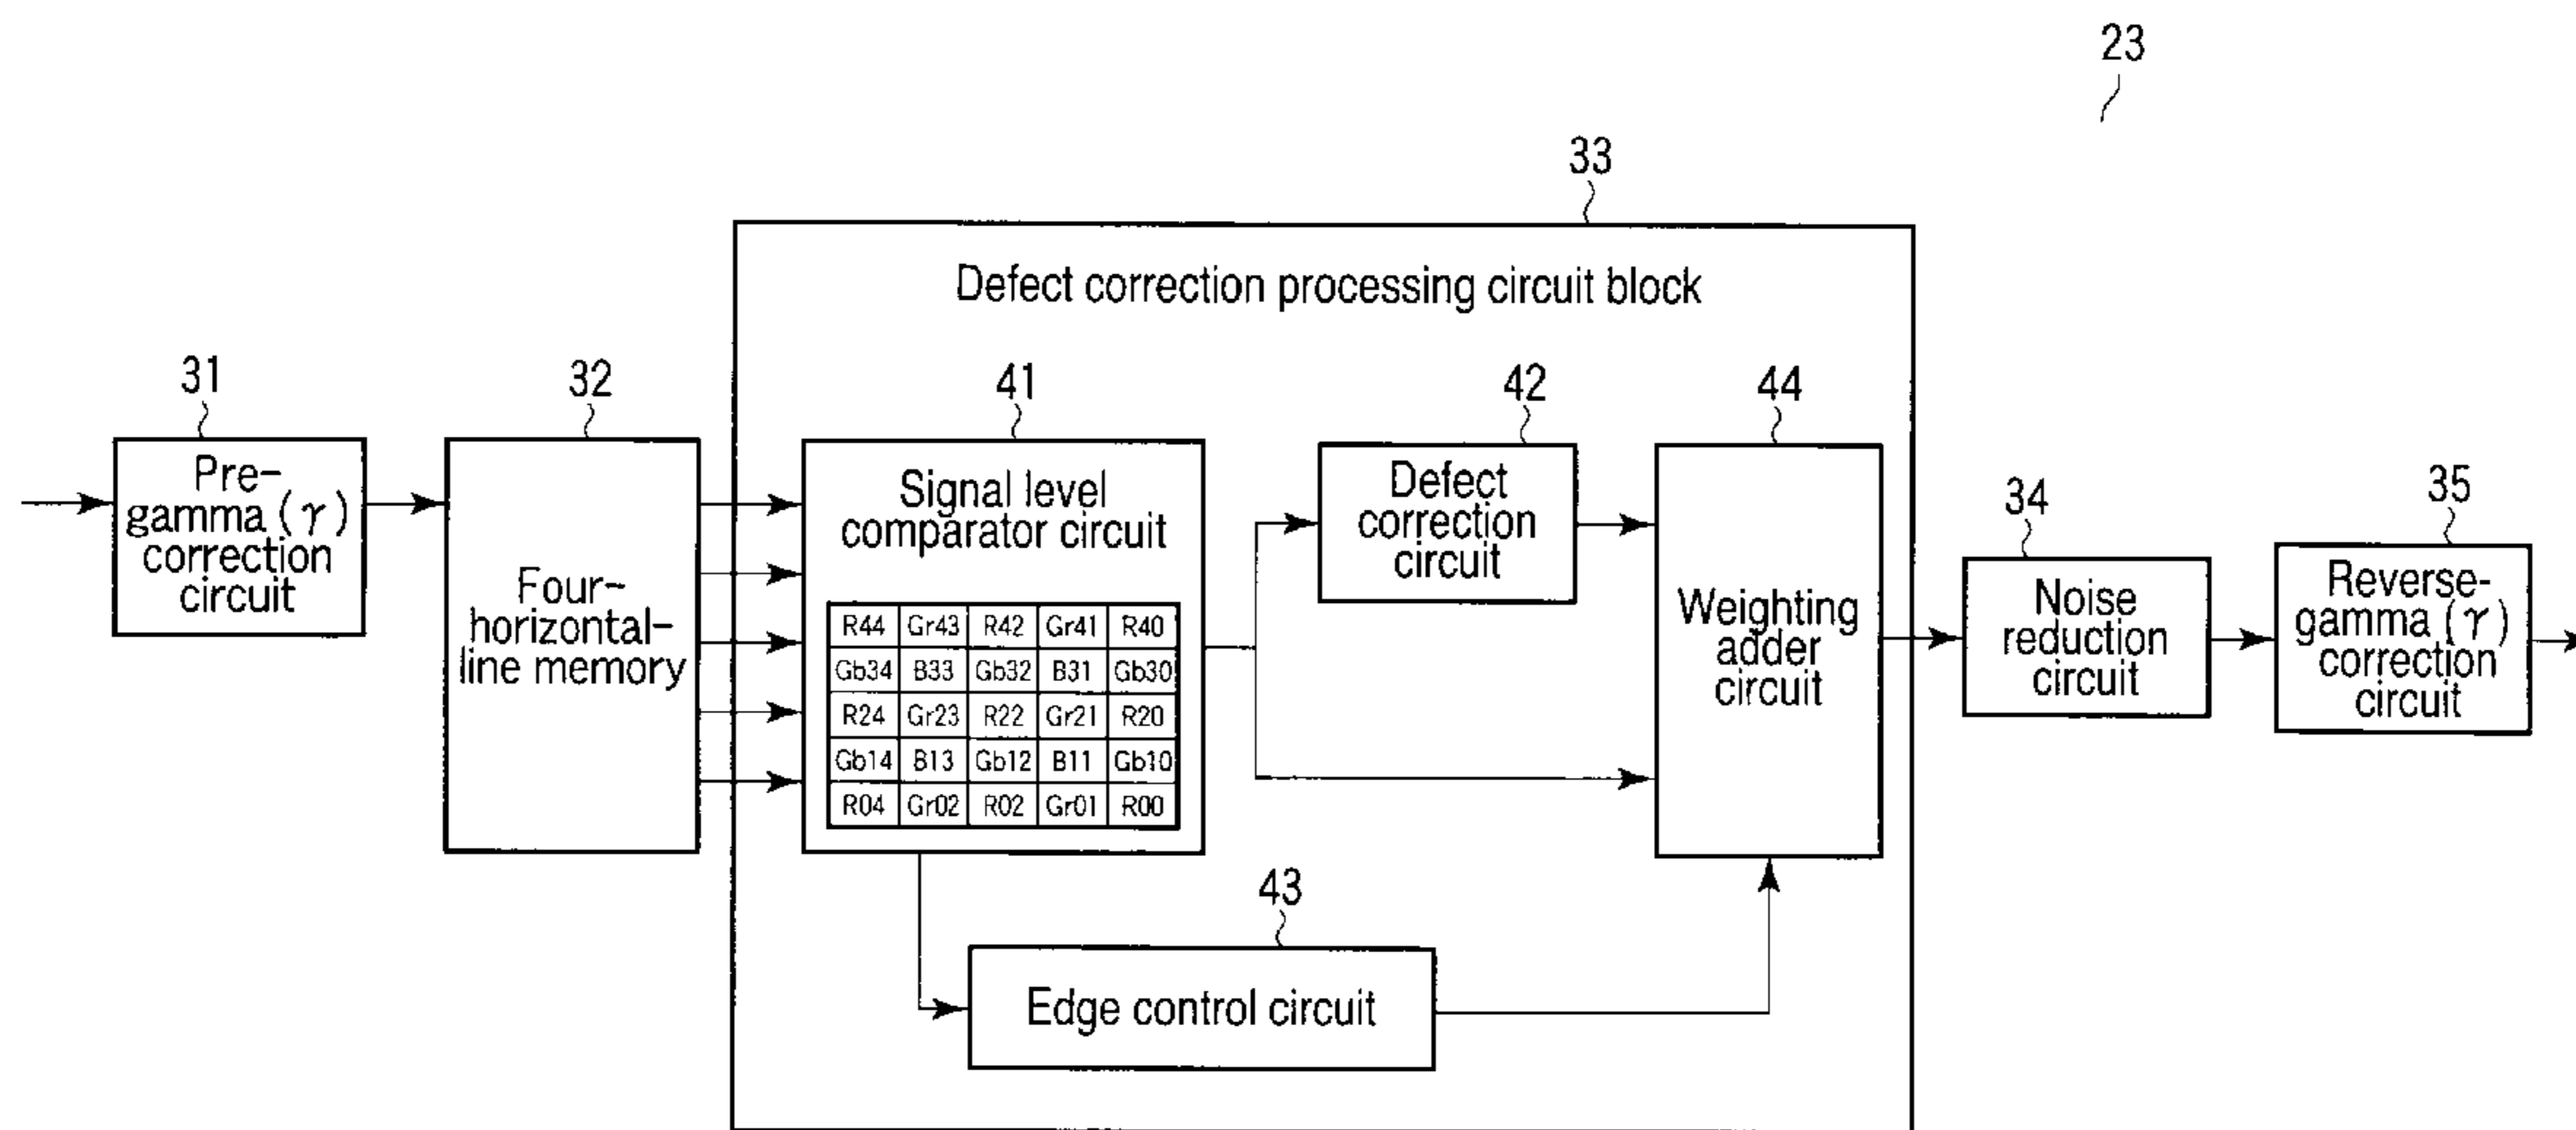 23
33
Defect correction processing circuit block
31
32
41
42
44
34
35
Pre-
gamma (γ)
correction
circuit
Four-
horizontal-
line memory
Signal level
comparator circuit
R44 Gr43 R42 Gr41 R40
Gb34 B33 Gb32 B31 Gb30
R24 Gr23 R22 Gr21 R20
Gb14 B13 Gb12 B11 Gb10
R04 Gr02 R02 Gr01 R00
Defect
correction
circuit
Weighting
adder
circuit
Noise
reduction
circuit
Reverse-
gamma (γ)
correction
circuit
43
Edge control circuit